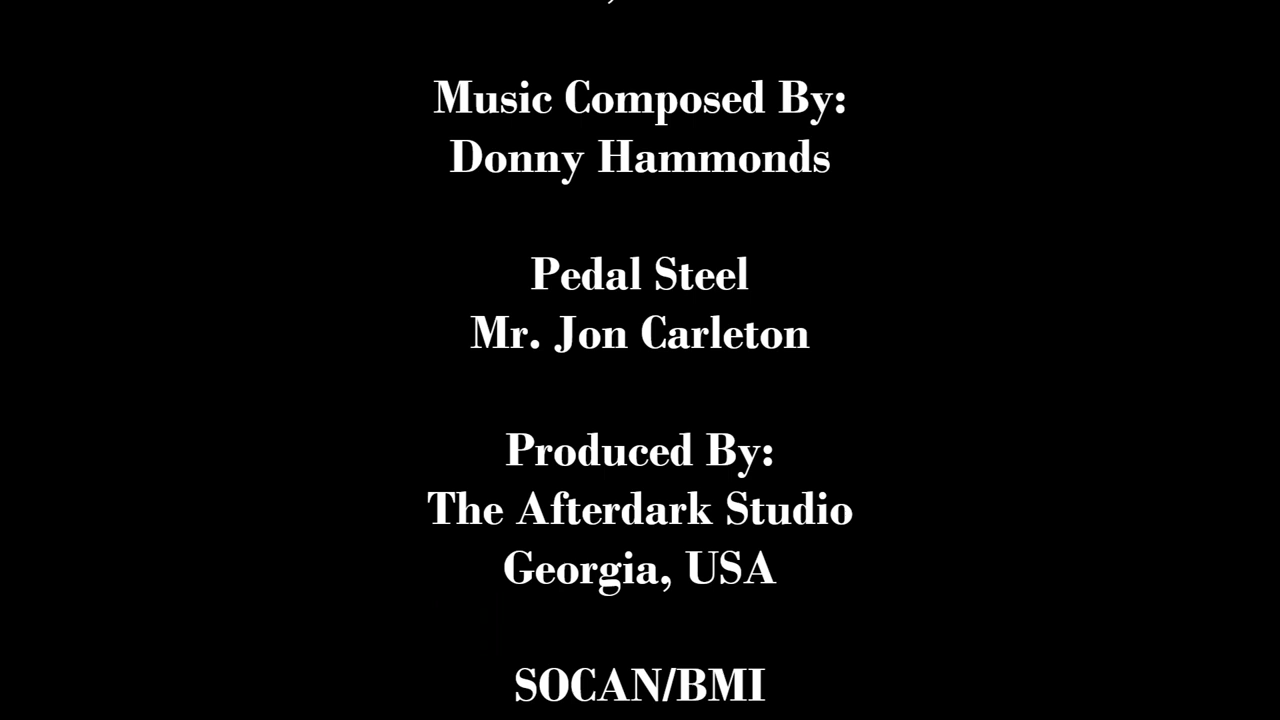 Music Composed By:
Donny Hammonds
Pedal Steel
Mr. Jon Carleton
Produced By:
The Afterdark Studio
Georgia, USA
SOCAN/BMI